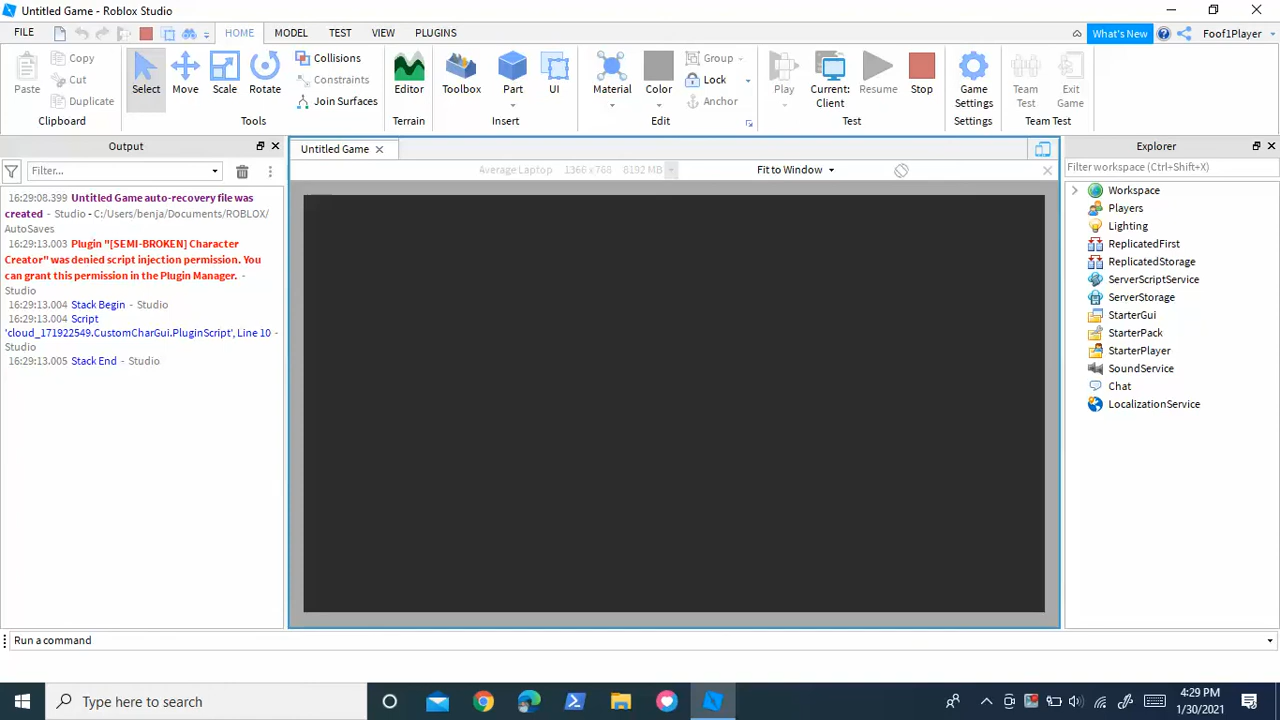 Untitled Game - Roblox Studio
FILE HOME MODEL TEST VIEW PLUGINS What's New Foof1Player
Paste Copy Cut Duplicate
Select Move Scale Rotate Collisions Constraints Join Surfaces
Editor Toolbox Part UI Material Color Group Lock Anchor
Play Current: Client Resume Stop Game Settings Team Test Exit Game
Clipboard Tools Terrain Insert Edit Test Settings Team Test
Output
Filter...
16:29:08.399 Untitled Game auto-recovery file was
created - Studio - C:/Users/benja/Documents/ROBLOX/
AutoSaves
16:29:13.003 Plugin "[SEMI-BROKEN] Character
Creator" was denied script injection permission. You
can grant this permission in the Plugin Manager. -
Studio
16:29:13.004 Stack Begin - Studio
16:29:13.004 Script
'cloud_171922549.CustomCharGui.PluginScript', Line 10 -
Studio
16:29:13.005 Stack End - Studio
Untitled Game
Average Laptop 1366 x 768 8192 MB Fit to Window
Explorer
Filter workspace (Ctrl+Shift+X)
Workspace
Players
Lighting
ReplicatedFirst
ReplicatedStorage
ServerScriptService
ServerStorage
StarterGui
StarterPack
StarterPlayer
SoundService
Chat
LocalizationService
Run a command
Type here to search
4:29 PM
1/30/2021